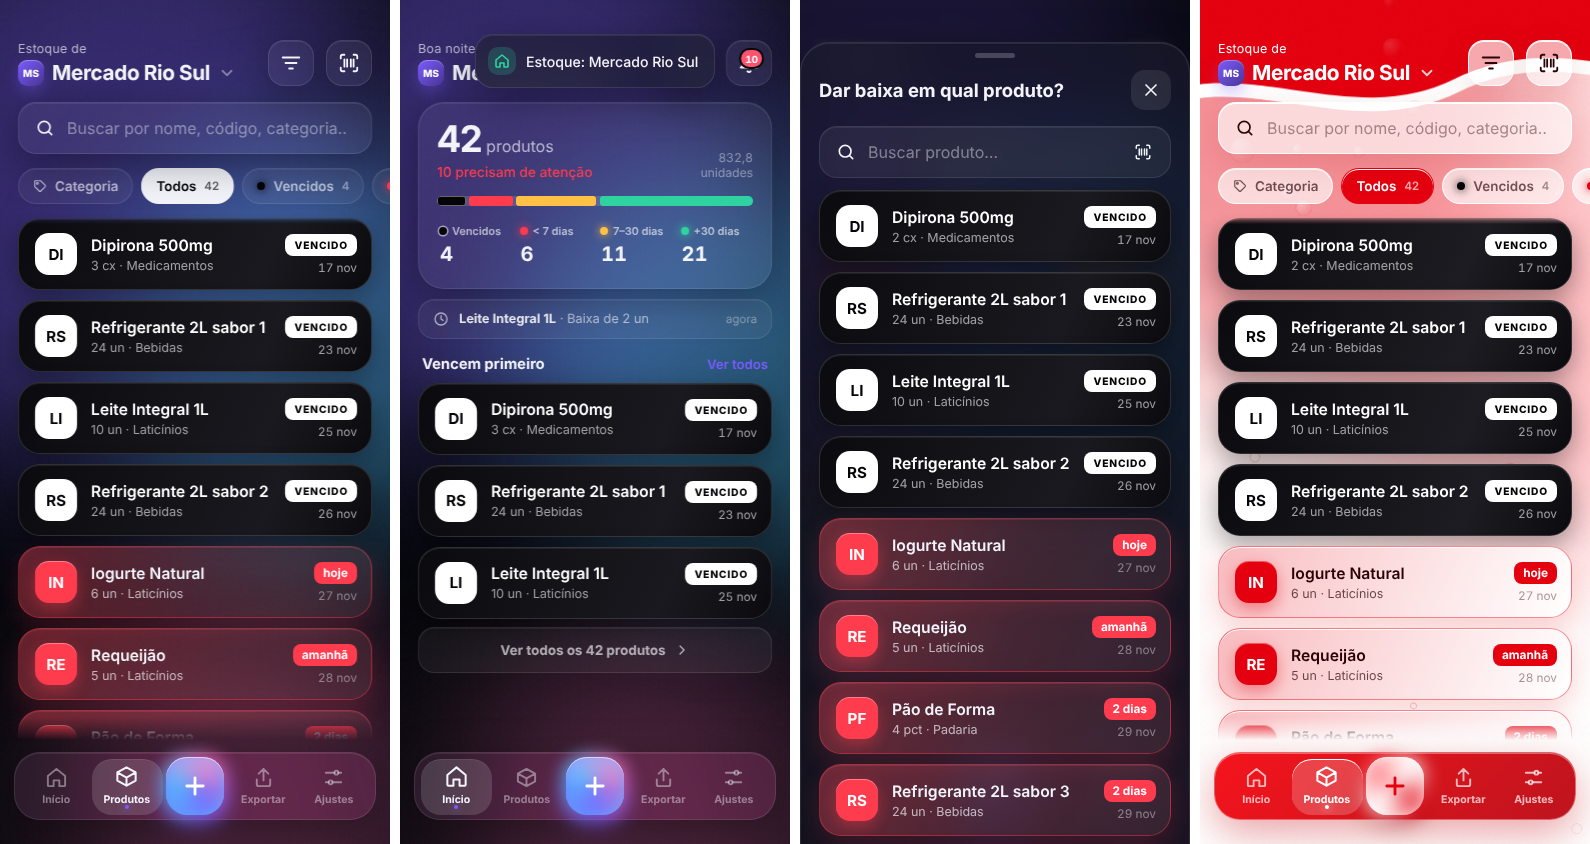 Estoque de
MS Mercado Rio Sul
Buscar por nome, código, categoria..
Categoria
Todos 42
Vencidos 4
DI
Dipirona 500mg
3 cx · Medicamentos
VENCIDO
17 nov
RS
Refrigerante 2L sabor 1
24 un · Bebidas
VENCIDO
23 nov
LI
Leite Integral 1L
10 un · Laticínios
VENCIDO
25 nov
RS
Refrigerante 2L sabor 2
24 un · Bebidas
VENCIDO
26 nov
IN
Iogurte Natural
6 un · Laticínios
hoje
27 nov
RE
Requeijão
5 un · Laticínios
amanhã
28 nov
Pão de Forma
2 dias
Início
Produtos
Exportar
Ajustes
Boa noite
MS
Estoque: Mercado Rio Sul
10
42 produtos
10 precisam de atenção
832,8
unidades
Vencidos
4
< 7 dias
6
7–30 dias
11
+30 dias
21
Leite Integral 1L · Baixa de 2 un
agora
Vencem primeiro
Ver todos
DI
Dipirona 500mg
3 cx · Medicamentos
VENCIDO
17 nov
RS
Refrigerante 2L sabor 1
24 un · Bebidas
VENCIDO
23 nov
LI
Leite Integral 1L
10 un · Laticínios
VENCIDO
25 nov
Ver todos os 42 produtos
Início
Produtos
Exportar
Ajustes
Dar baixa em qual produto?
Buscar produto...
DI
Dipirona 500mg
2 cx · Medicamentos
VENCIDO
17 nov
RS
Refrigerante 2L sabor 1
24 un · Bebidas
VENCIDO
23 nov
LI
Leite Integral 1L
10 un · Laticínios
VENCIDO
25 nov
RS
Refrigerante 2L sabor 2
24 un · Bebidas
VENCIDO
26 nov
IN
Iogurte Natural
6 un · Laticínios
hoje
27 nov
RE
Requeijão
5 un · Laticínios
amanhã
28 nov
PF
Pão de Forma
4 pct · Padaria
2 dias
29 nov
RS
Refrigerante 2L sabor 3
24 un · Bebidas
2 dias
29 nov
Estoque de
MS Mercado Rio Sul
Buscar por nome, código, categoria..
Categoria
Todos 42
Vencidos 4
DI
Dipirona 500mg
2 cx · Medicamentos
VENCIDO
17 nov
RS
Refrigerante 2L sabor 1
24 un · Bebidas
VENCIDO
23 nov
LI
Leite Integral 1L
10 un · Laticínios
VENCIDO
25 nov
RS
Refrigerante 2L sabor 2
24 un · Bebidas
VENCIDO
26 nov
IN
Iogurte Natural
6 un · Laticínios
hoje
27 nov
RE
Requeijão
5 un · Laticínios
amanhã
28 nov
Pão de Forma
2 dias
Início
Produtos
Exportar
Ajustes